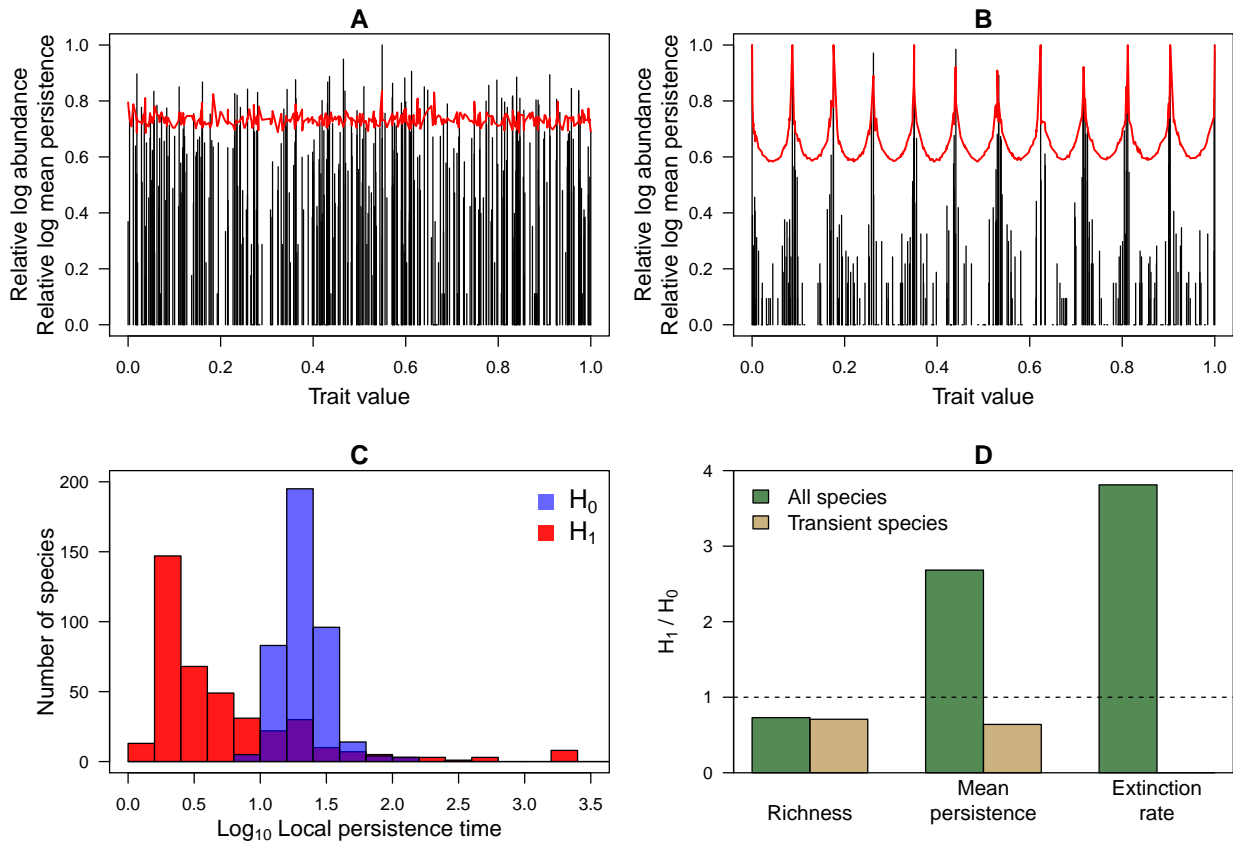 A
Relative log abundance
Relative log mean persistence
1.0
0.8
0.6
0.4
0.2
0.0
0.0 0.2 0.4 0.6 0.8 1.0
Trait value
B
Relative log abundance
Relative log mean persistence
1.0
0.8
0.6
0.4
0.2
0.0
0.0 0.2 0.4 0.6 0.8 1.0
Trait value
C
Number of species
200
150
100
50
0
H₀
H₁
0.0 0.5 1.0 1.5 2.0 2.5 3.0 3.5
Log₁₀ Local persistence time
D
H₁ / H₀
4
3
2
1
0
All species
Transient species
Richness
Mean
persistence
Extinction
rate